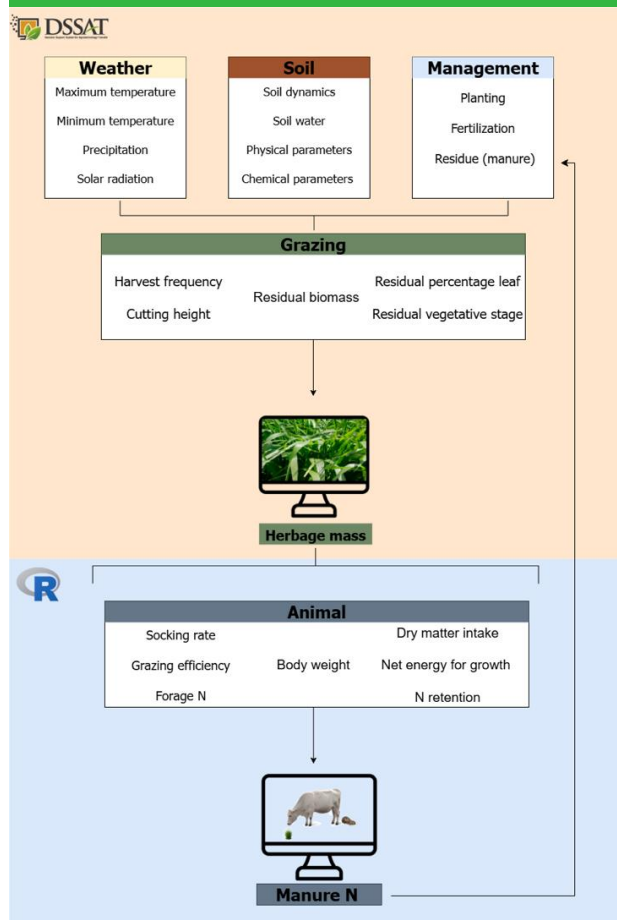 DSSAT
Weather
Maximum temperature
Minimum temperature
Precipitation
Solar radiation
Soil
Soil dynamics
Soil water
Physical parameters
Chemical parameters
Management
Planting
Fertilization
Residue (manure)
Grazing
Harvest frequency
Cutting height
Residual biomass
Residual percentage leaf
Residual vegetative stage
Herbage mass
R
Animal
Socking rate
Grazing efficiency
Forage N
Body weight
Dry matter intake
Net energy for growth
N retention
Manure N